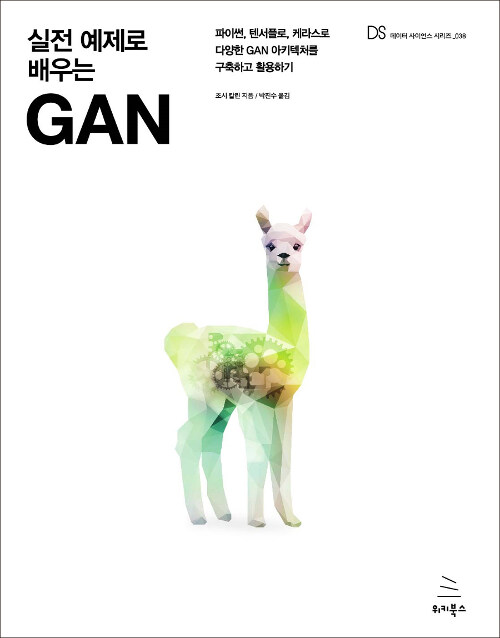 실전 예제로
배우는
GAN
파이썬, 텐서플로, 케라스로
다양한 GAN 아키텍처를
구축하고 활용하기
조시 칼린 지음 / 박진수 옮김
DS 데이터 사이언스 시리즈_038
위키북스